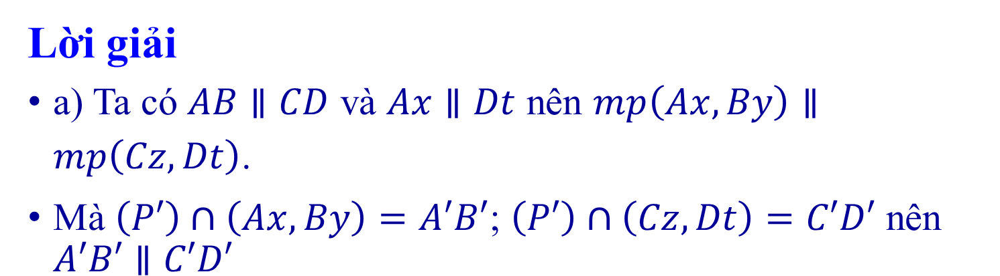 Lời giải
• a) Ta có AB ∥ CD và Ax ∥ Dt nên mp(Ax, By) ∥
mp(Cz, Dt).
• Mà (P′) ∩ (Ax, By) = A′B′; (P′) ∩ (Cz, Dt) = C′D′ nên
A′B′ ∥ C′D′